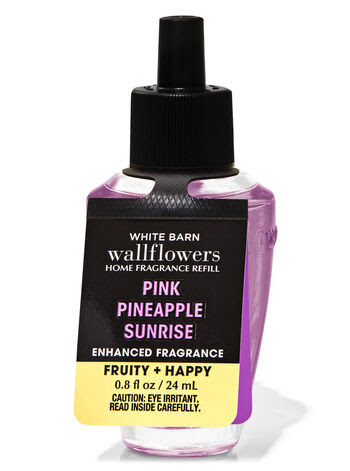 WHITE BARN
wallflowers
HOME FRAGRANCE REFILL
PINK
PINEAPPLE
SUNRISE
ENHANCED FRAGRANCE
FRUITY + HAPPY
0.8 fl oz / 24 mL
CAUTION: EYE IRRITANT,
READ INSIDE CAREFULLY.